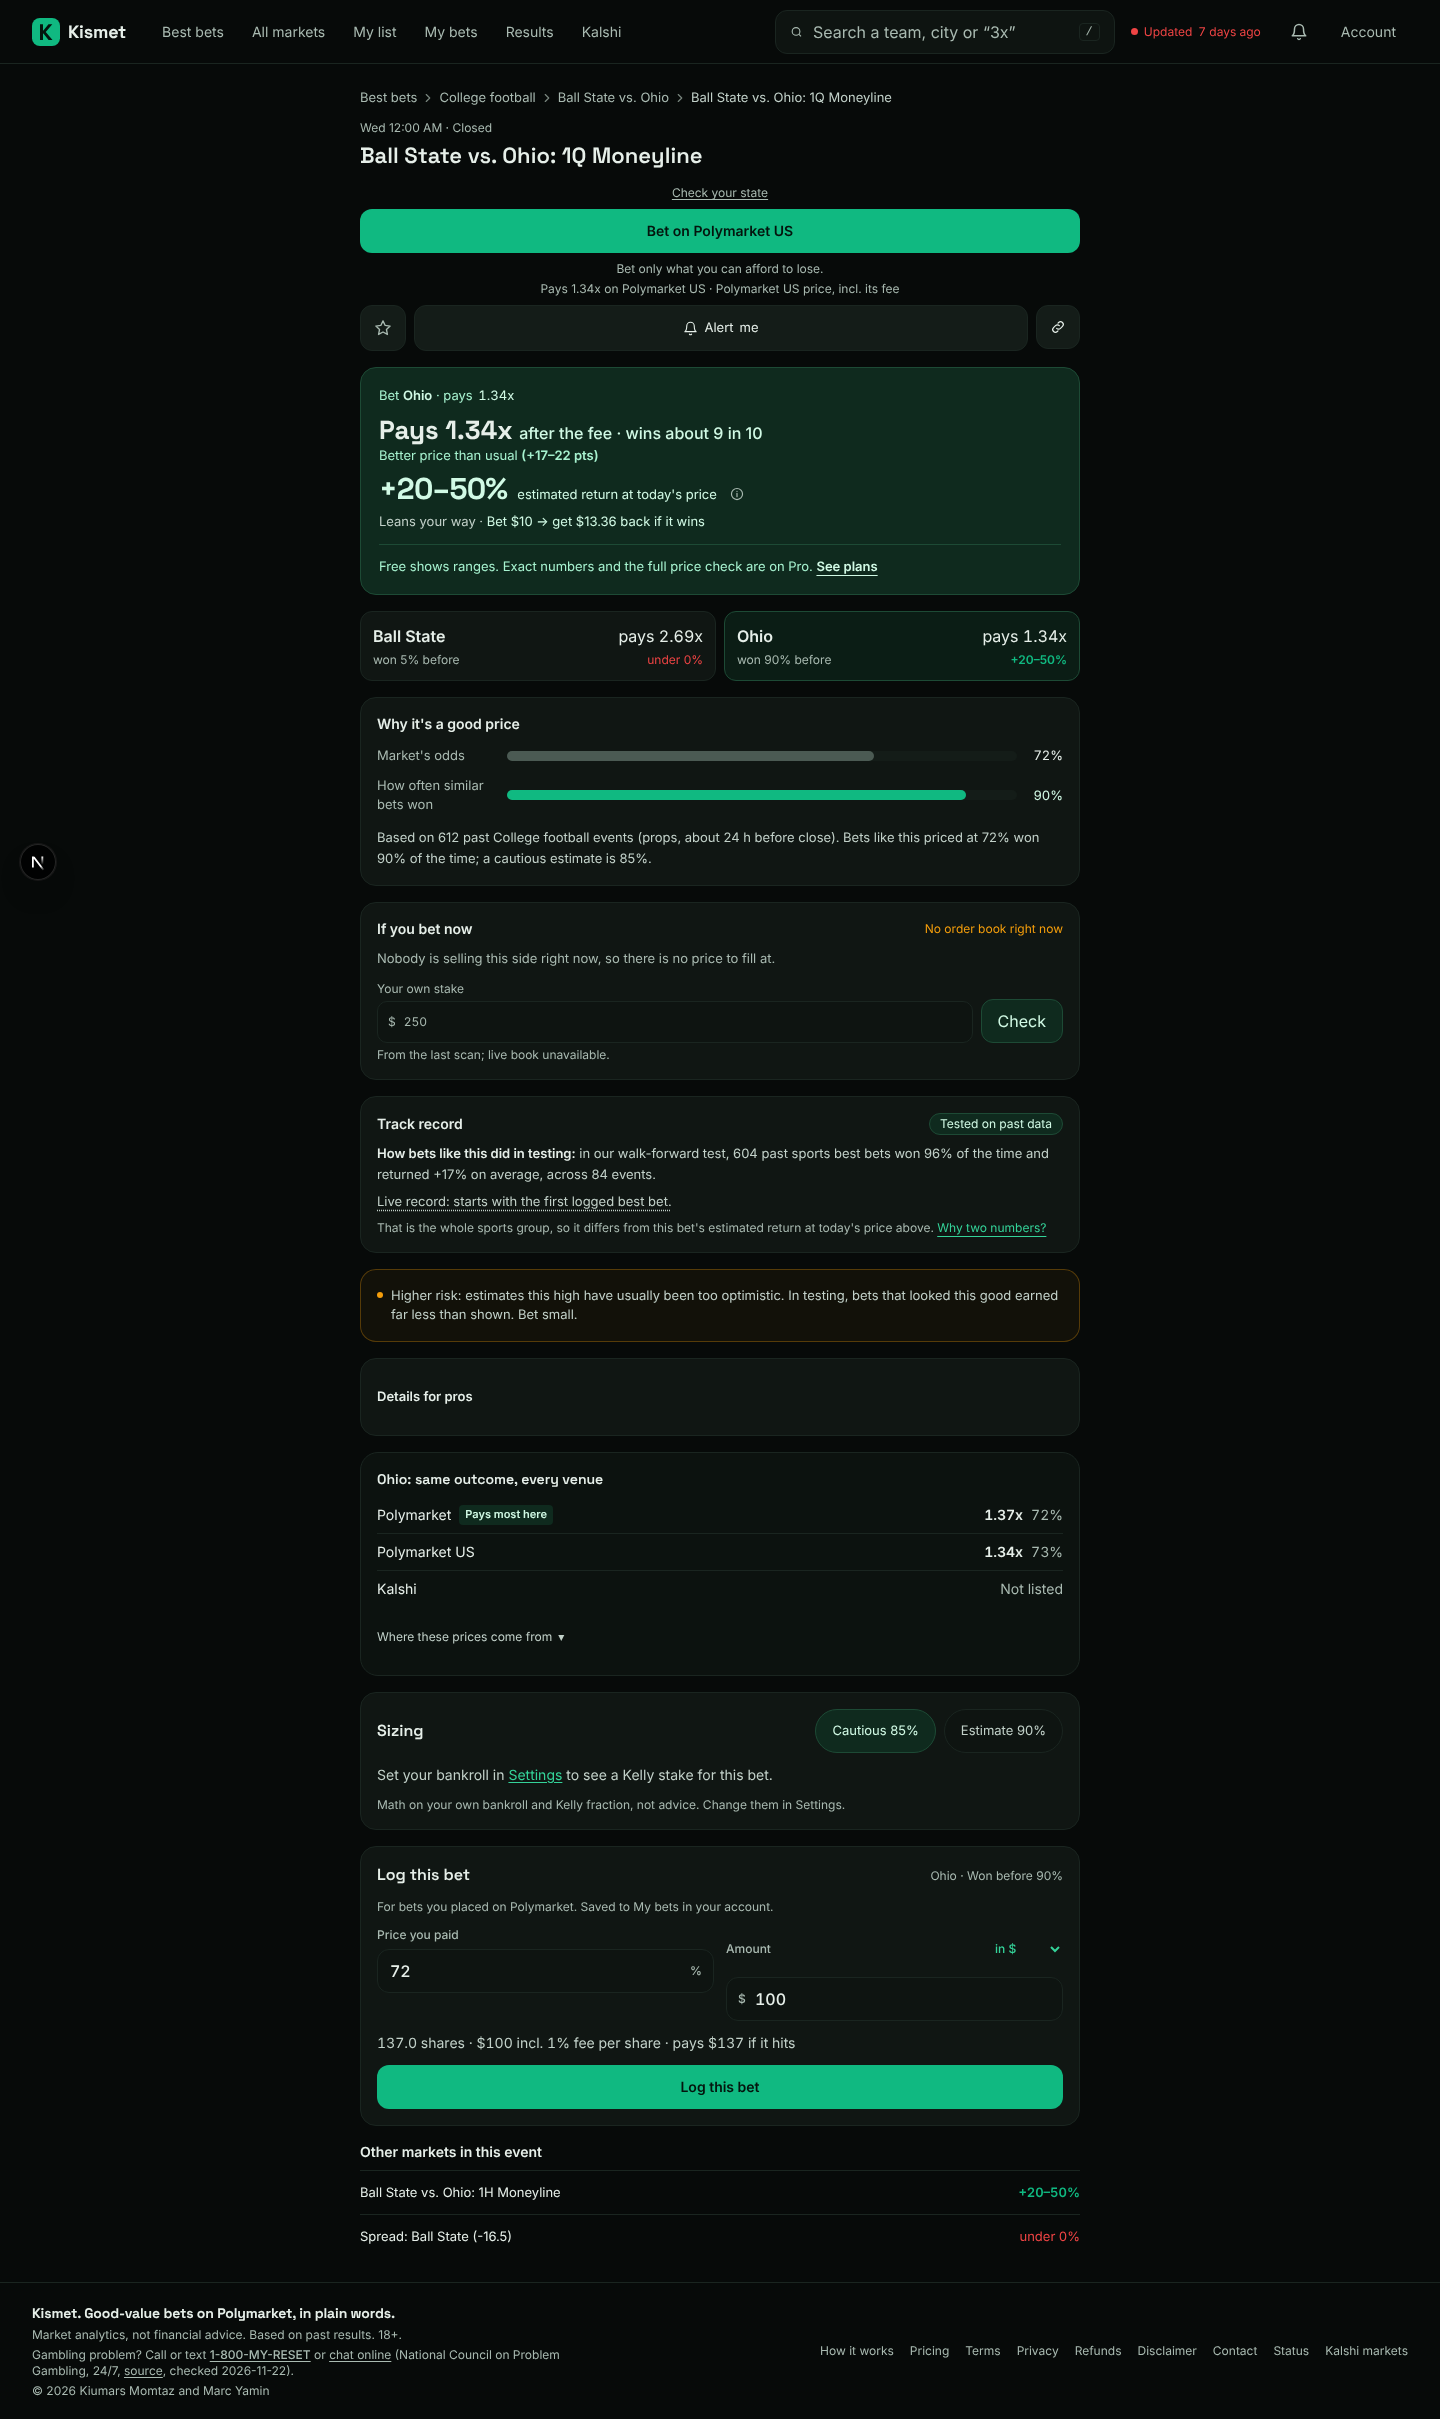 Kismet
Best bets
All markets
My list
My bets
Results
Kalshi
Search a team, city or “3x”
/
Updated 7 days ago
Account
Best bets > College football > Ball State vs. Ohio > Ball State vs. Ohio: 1Q Moneyline
Wed 12:00 AM · Closed
Ball State vs. Ohio: 1Q Moneyline
Check your state
Bet on Polymarket US
Bet only what you can afford to lose.
Pays 1.34x on Polymarket US · Polymarket US price, incl. its fee
Alert me
Bet Ohio · pays 1.34x
Pays 1.34x after the fee · wins about 9 in 10
Better price than usual (+17–22 pts)
+20–50% estimated return at today's price
Leans your way · Bet $10 → get $13.36 back if it wins
Free shows ranges. Exact numbers and the full price check are on Pro. See plans
Ball State
pays 2.69x
won 5% before
under 0%
Ohio
pays 1.34x
won 90% before
+20–50%
Why it's a good price
Market's odds
72%
How often similar
bets won
90%
Based on 612 past College football events (props, about 24 h before close). Bets like this priced at 72% won
90% of the time; a cautious estimate is 85%.
If you bet now
No order book right now
Nobody is selling this side right now, so there is no price to fill at.
Your own stake
$ 250
Check
From the last scan; live book unavailable.
Track record
Tested on past data
How bets like this did in testing: in our walk-forward test, 604 past sports best bets won 96% of the time and
returned +17% on average, across 84 events.
Live record: starts with the first logged best bet.
That is the whole sports group, so it differs from this bet's estimated return at today's price above. Why two numbers?
Higher risk: estimates this high have usually been too optimistic. In testing, bets that looked this good earned
far less than shown. Bet small.
Details for pros
Ohio: same outcome, every venue
Polymarket
Pays most here
1.37x 72%
Polymarket US
1.34x 73%
Kalshi
Not listed
Where these prices come from ▾
Sizing
Cautious 85%
Estimate 90%
Set your bankroll in Settings to see a Kelly stake for this bet.
Math on your own bankroll and Kelly fraction, not advice. Change them in Settings.
Log this bet
Ohio · Won before 90%
For bets you placed on Polymarket. Saved to My bets in your account.
Price you paid
72
%
Amount
in $
$ 100
137.0 shares · $100 incl. 1% fee per share · pays $137 if it hits
Log this bet
Other markets in this event
Ball State vs. Ohio: 1H Moneyline
+20–50%
Spread: Ball State (-16.5)
under 0%
Kismet. Good-value bets on Polymarket, in plain words.
Market analytics, not financial advice. Based on past results. 18+.
Gambling problem? Call or text 1-800-MY-RESET or chat online (National Council on Problem
Gambling, 24/7, source, checked 2026-11-22).
© 2026 Kiumars Momtaz and Marc Yamin
How it works
Pricing
Terms
Privacy
Refunds
Disclaimer
Contact
Status
Kalshi markets